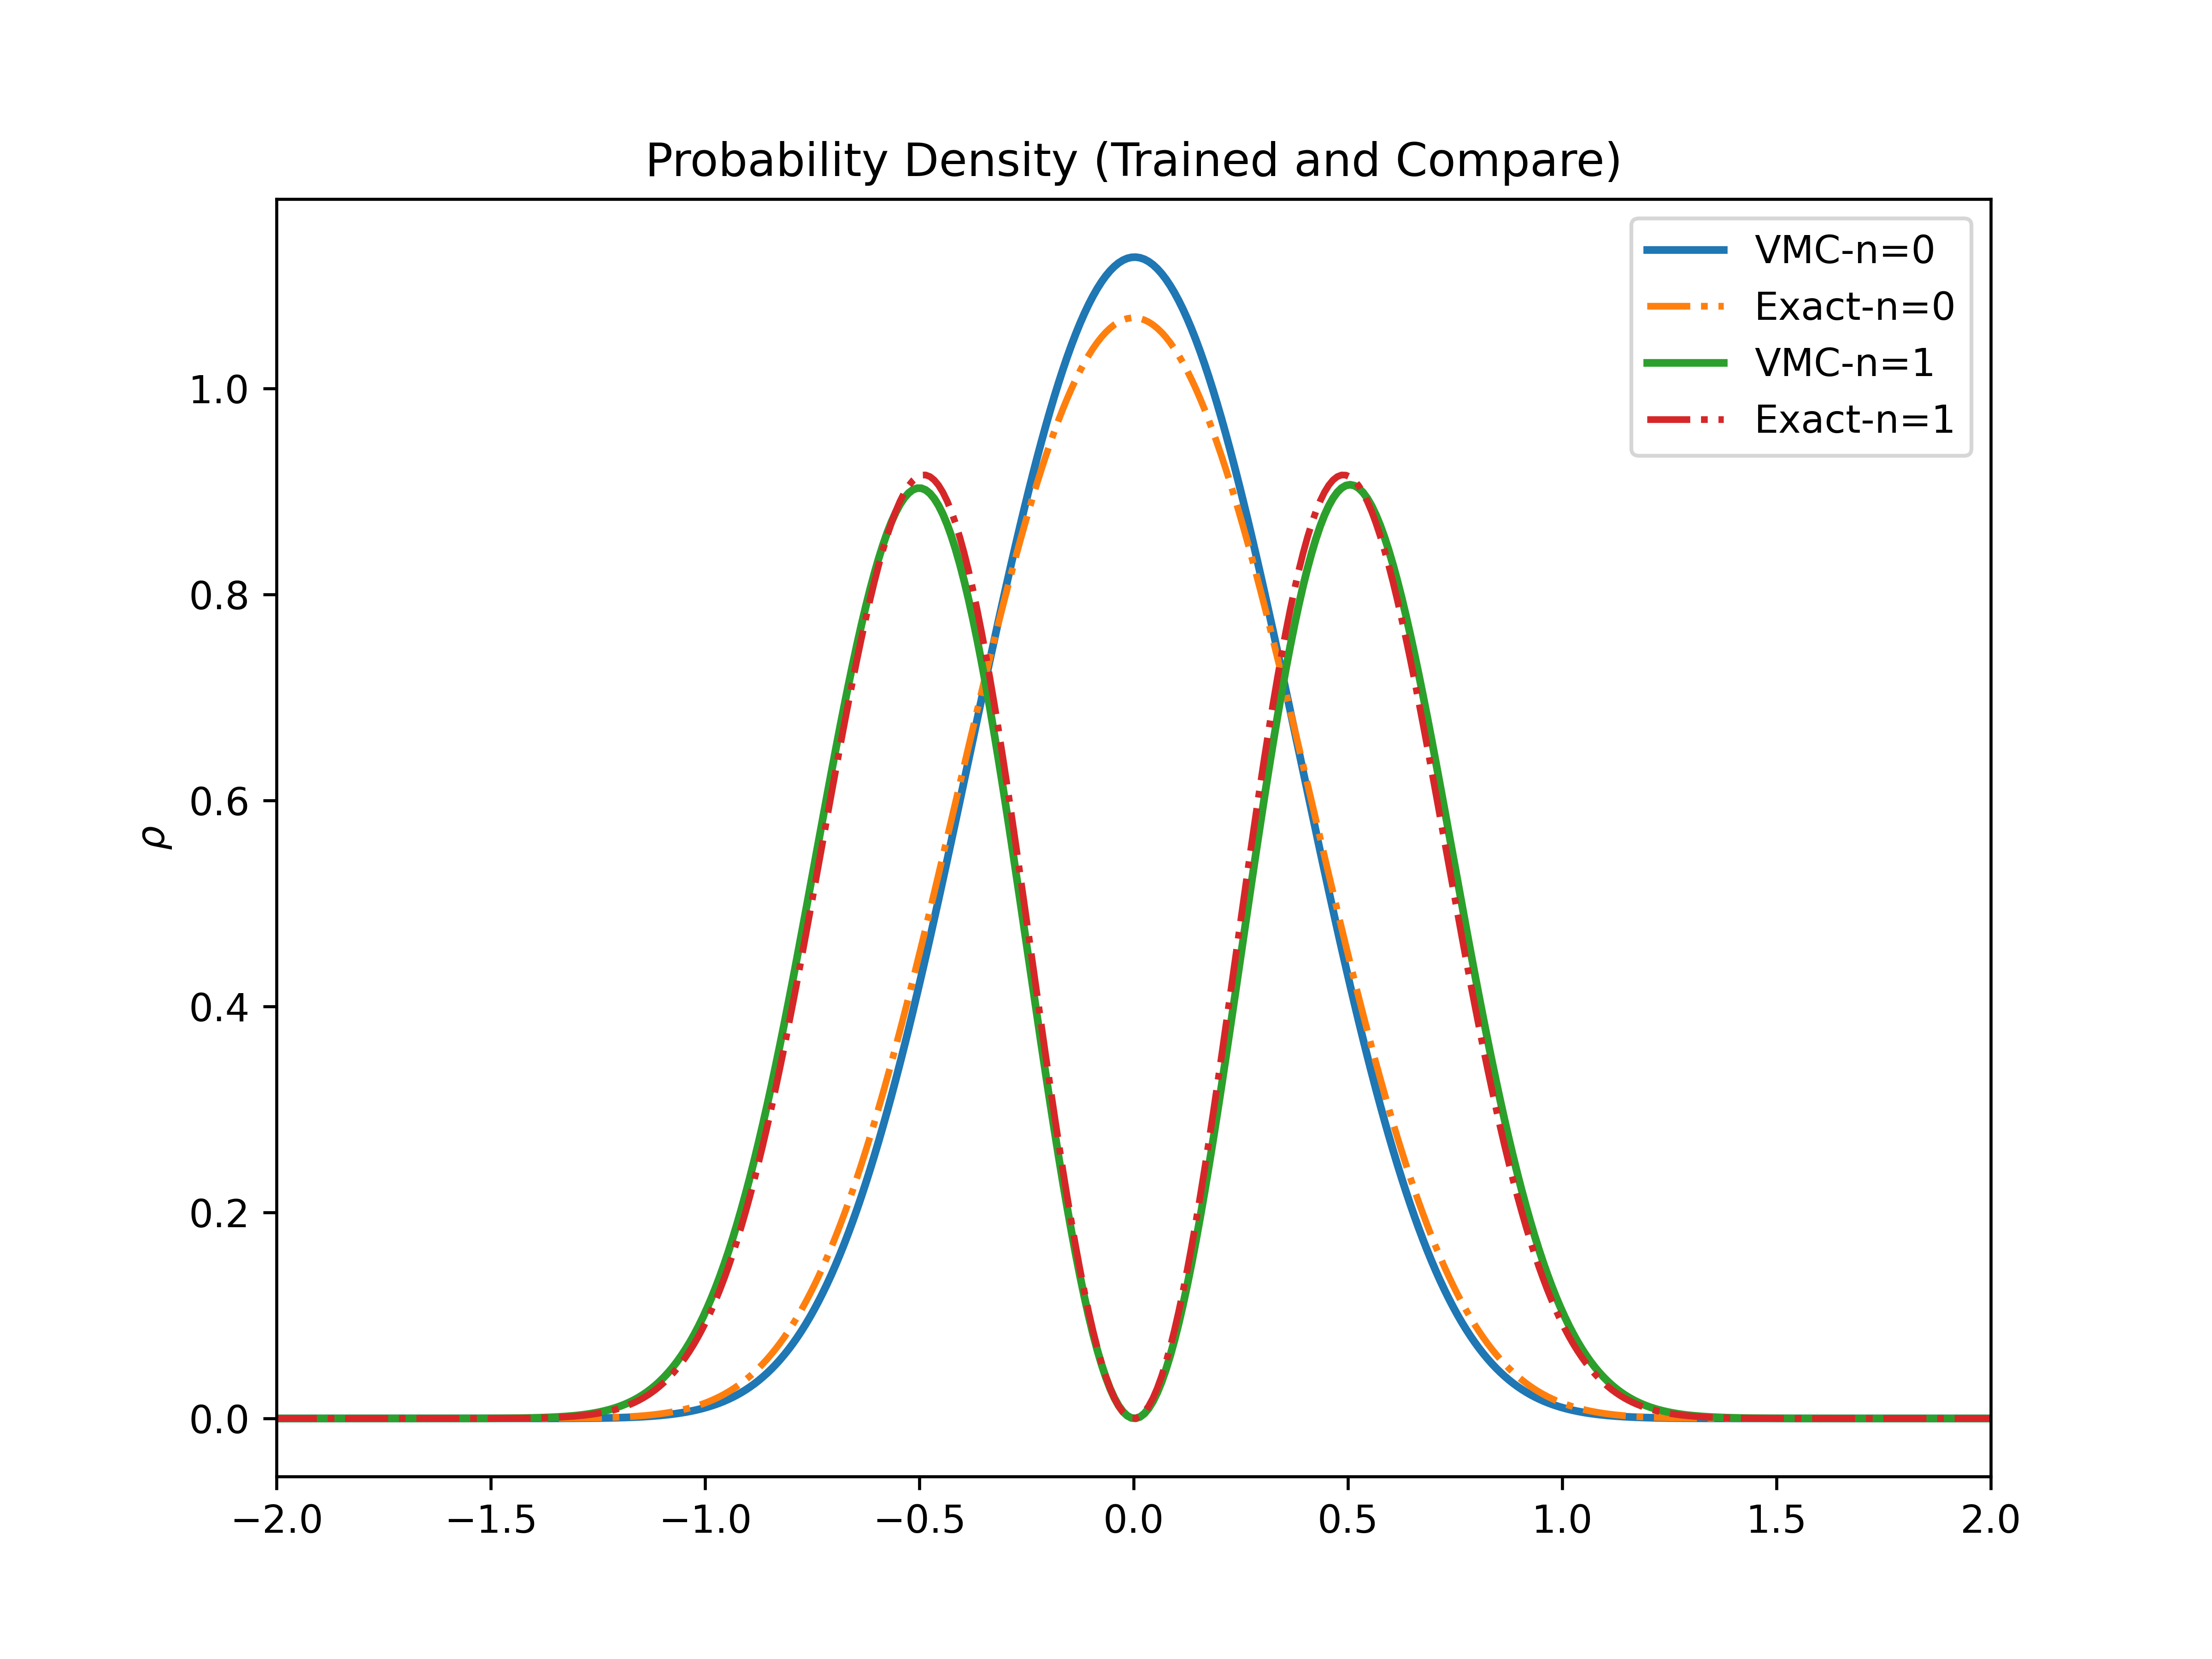 Probability Density (Trained and Compare)
VMC-n=0
Exact-n=0
VMC-n=1
Exact-n=1
ρ
1.0
0.8
0.6
0.4
0.2
0.0
−2.0 −1.5 −1.0 −0.5 0.0 0.5 1.0 1.5 2.0